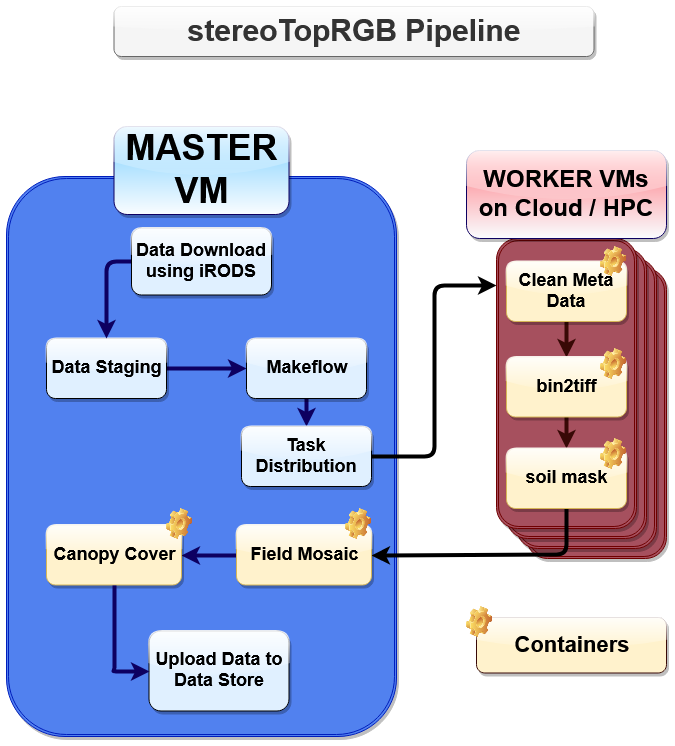 stereoTopRGB Pipeline
MASTER
VM
WORKER VMs
on Cloud / HPC
Data Download
using iRODS
Clean Meta
Data
Data Staging
Makeflow
bin2tiff
Task
Distribution
soil mask
Canopy Cover
Field Mosaic
Upload Data to
Data Store
Containers